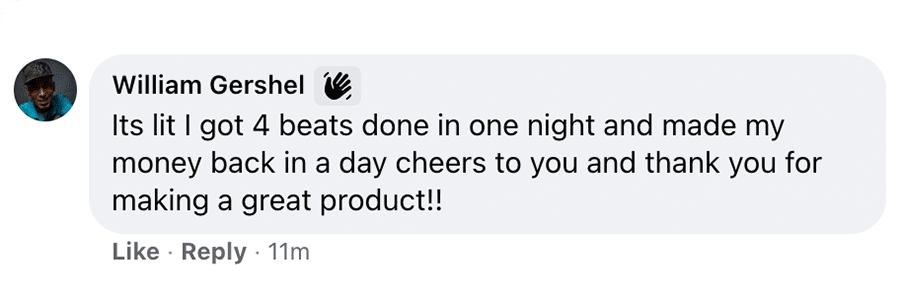 William Gershel
Its lit I got 4 beats done in one night and made my
money back in a day cheers to you and thank you for
making a great product!!
Like · Reply · 11m